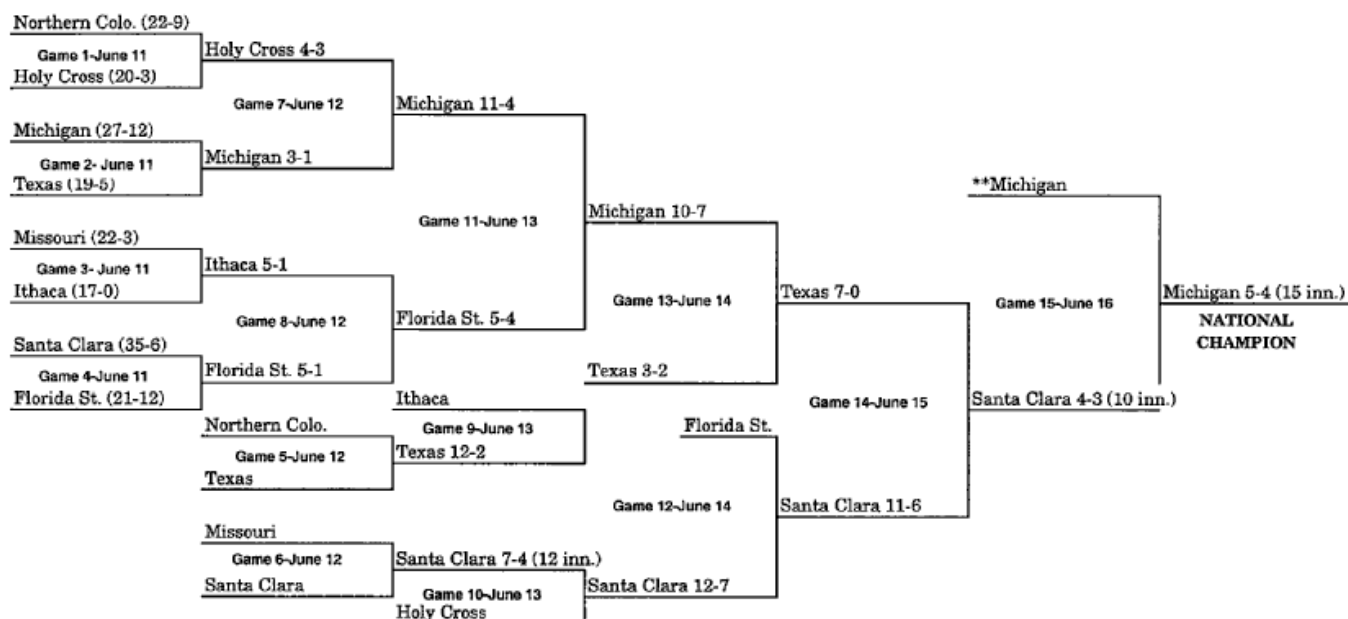 Northern Colo. (22-9)
Game 1-June 11
Holy Cross (20-3)
Holy Cross 4-3
Game 7-June 12
Michigan (27-12)
Game 2- June 11
Texas (19-5)
Michigan 3-1
Michigan 11-4
Game 11-June 13
Missouri (22-3)
Game 3- June 11
Ithaca (17-0)
Ithaca 5-1
Game 8-June 12
Santa Clara (35-6)
Game 4-June 11
Florida St. (21-12)
Florida St. 5-1
Florida St. 5-4
Michigan 10-7
Game 13-June 14
Texas 3-2
Texas 7-0
Ithaca
Game 9-June 13
Northern Colo.
Game 5-June 12
Texas
Texas 12-2
Game 14-June 15
Florida St.
Game 12-June 14
Santa Clara 11-6
Missouri
Game 6-June 12
Santa Clara
Santa Clara 7-4 (12 inn.)
Game 10-June 13
Holy Cross
Santa Clara 12-7
**Michigan
Game 15-June 16
Santa Clara 4-3 (10 inn.)
Michigan 5-4 (15 inn.)
NATIONAL
CHAMPION